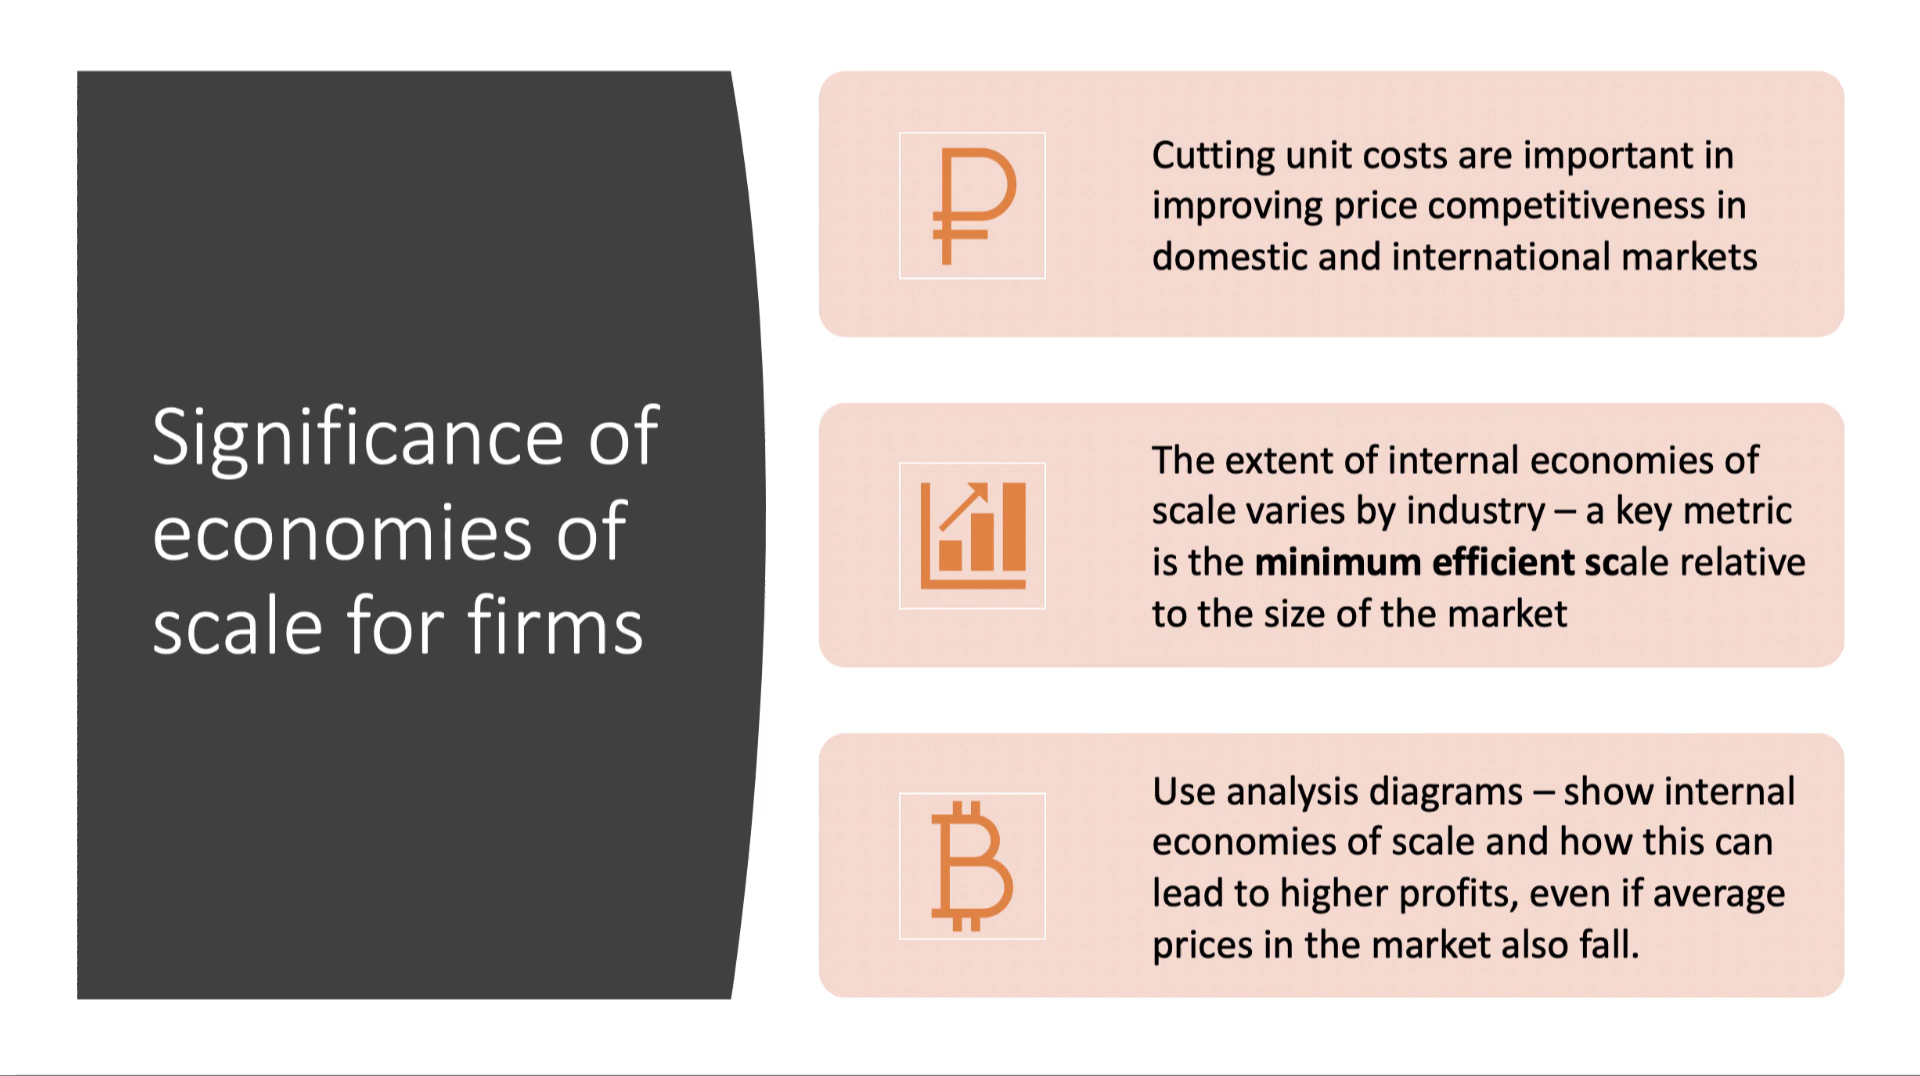 Significance of
economies of
scale for firms
Cutting unit costs are important in
improving price competitiveness in
domestic and international markets
The extent of internal economies of
scale varies by industry – a key metric
is the minimum efficient scale relative
to the size of the market
Use analysis diagrams – show internal
economies of scale and how this can
lead to higher profits, even if average
prices in the market also fall.